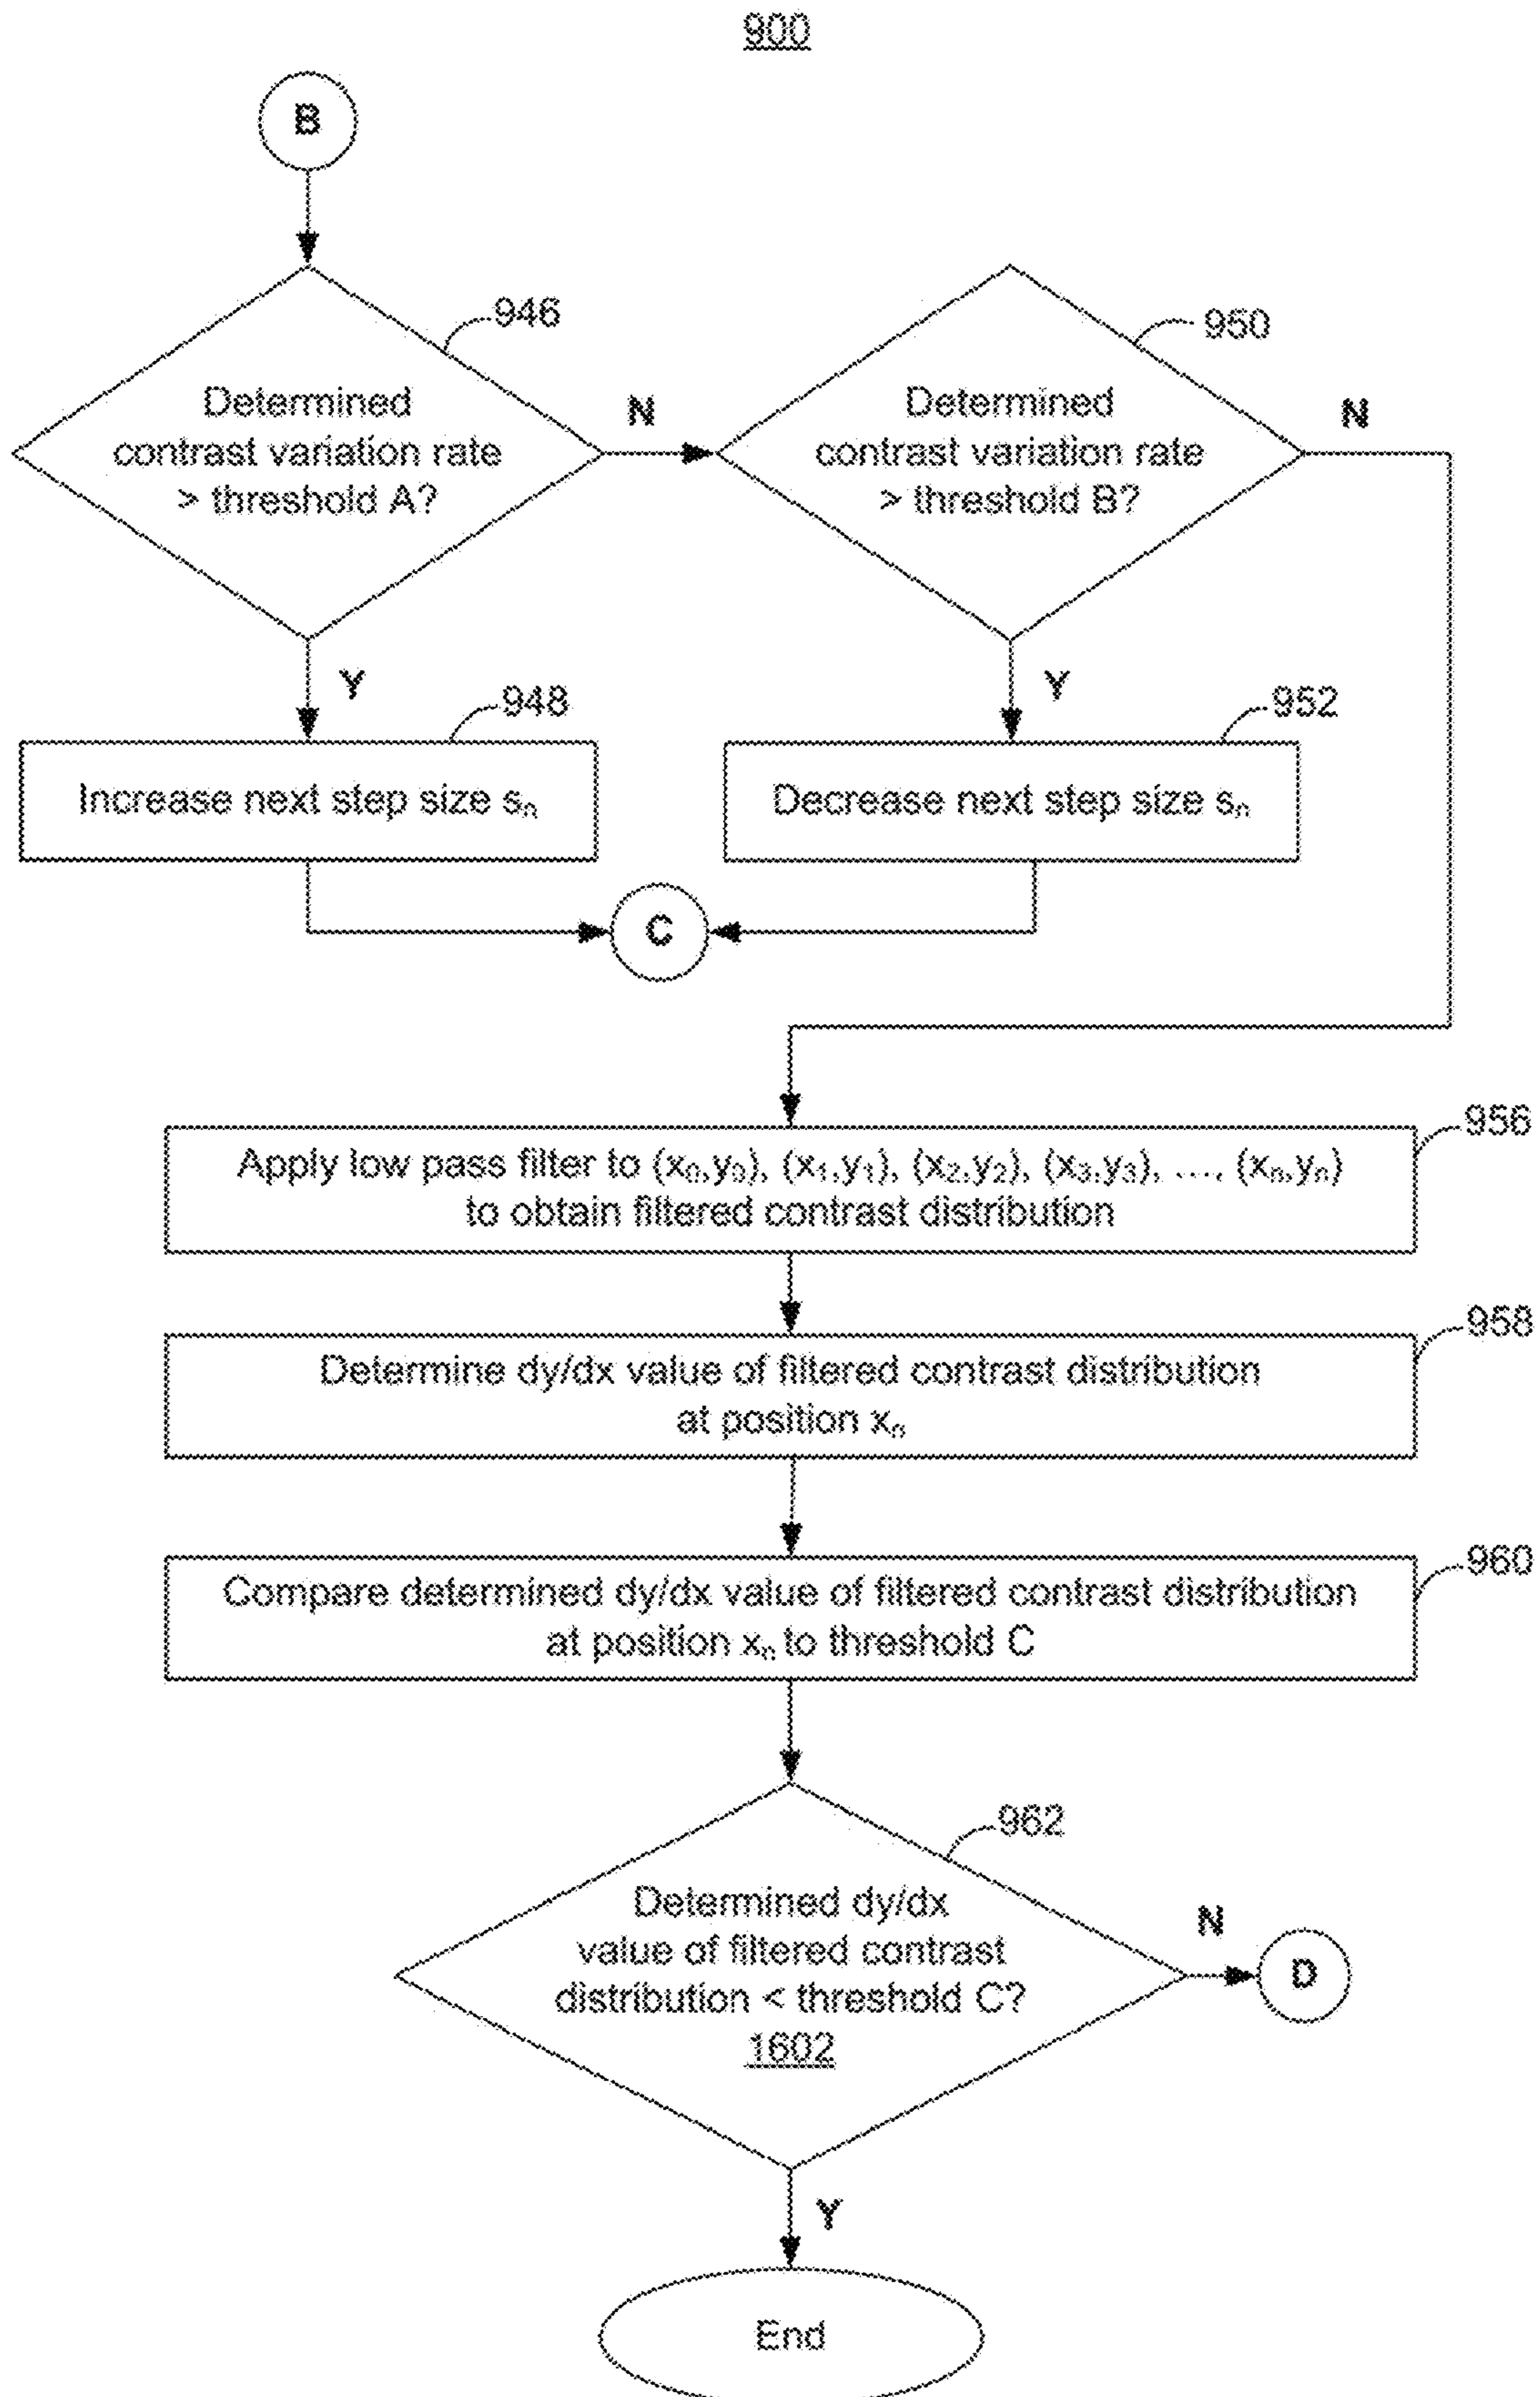 900
B
946
950
Determined
contrast variation rate
> threshold A?
N
Determined
contrast variation rate
> threshold B?
N
Y
948
Y
952
Increase next step size sₙ
Decrease next step size sₙ
C
956
Apply low pass filter to (x₀,y₀), (x₁,y₁), (x₂,y₂), (x₃,y₃), …, (xₙ,yₙ)
to obtain filtered contrast distribution
958
Determine dy/dx value of filtered contrast distribution
at position xₙ
960
Compare determined dy/dx value of filtered contrast distribution
at position xₙ to threshold C
962
Determined dy/dx
value of filtered contrast
distribution < threshold C?
1602
N
D
Y
End